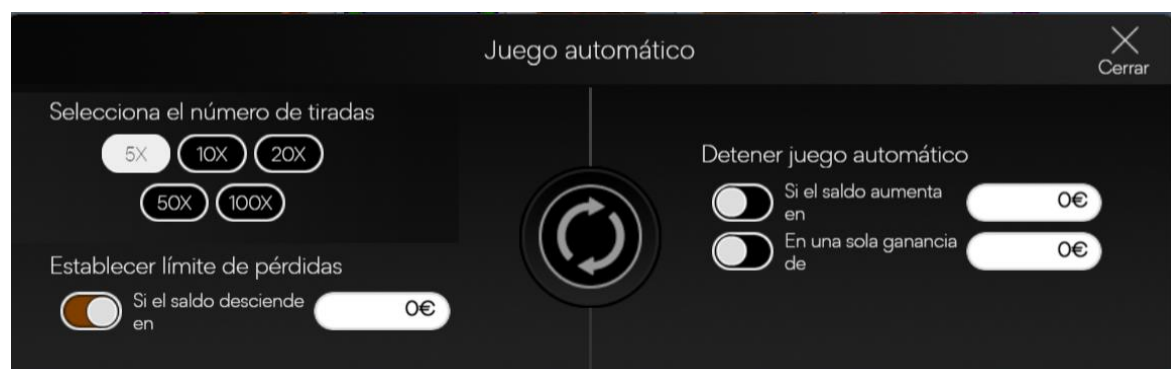 Juego automático
Cerrar
Selecciona el número de tiradas
5X 10X 20X
50X 100X
Establecer límite de pérdidas
Si el saldo desciende
en
0€
Detener juego automático
Si el saldo aumenta
en
0€
En una sola ganancia
de
0€